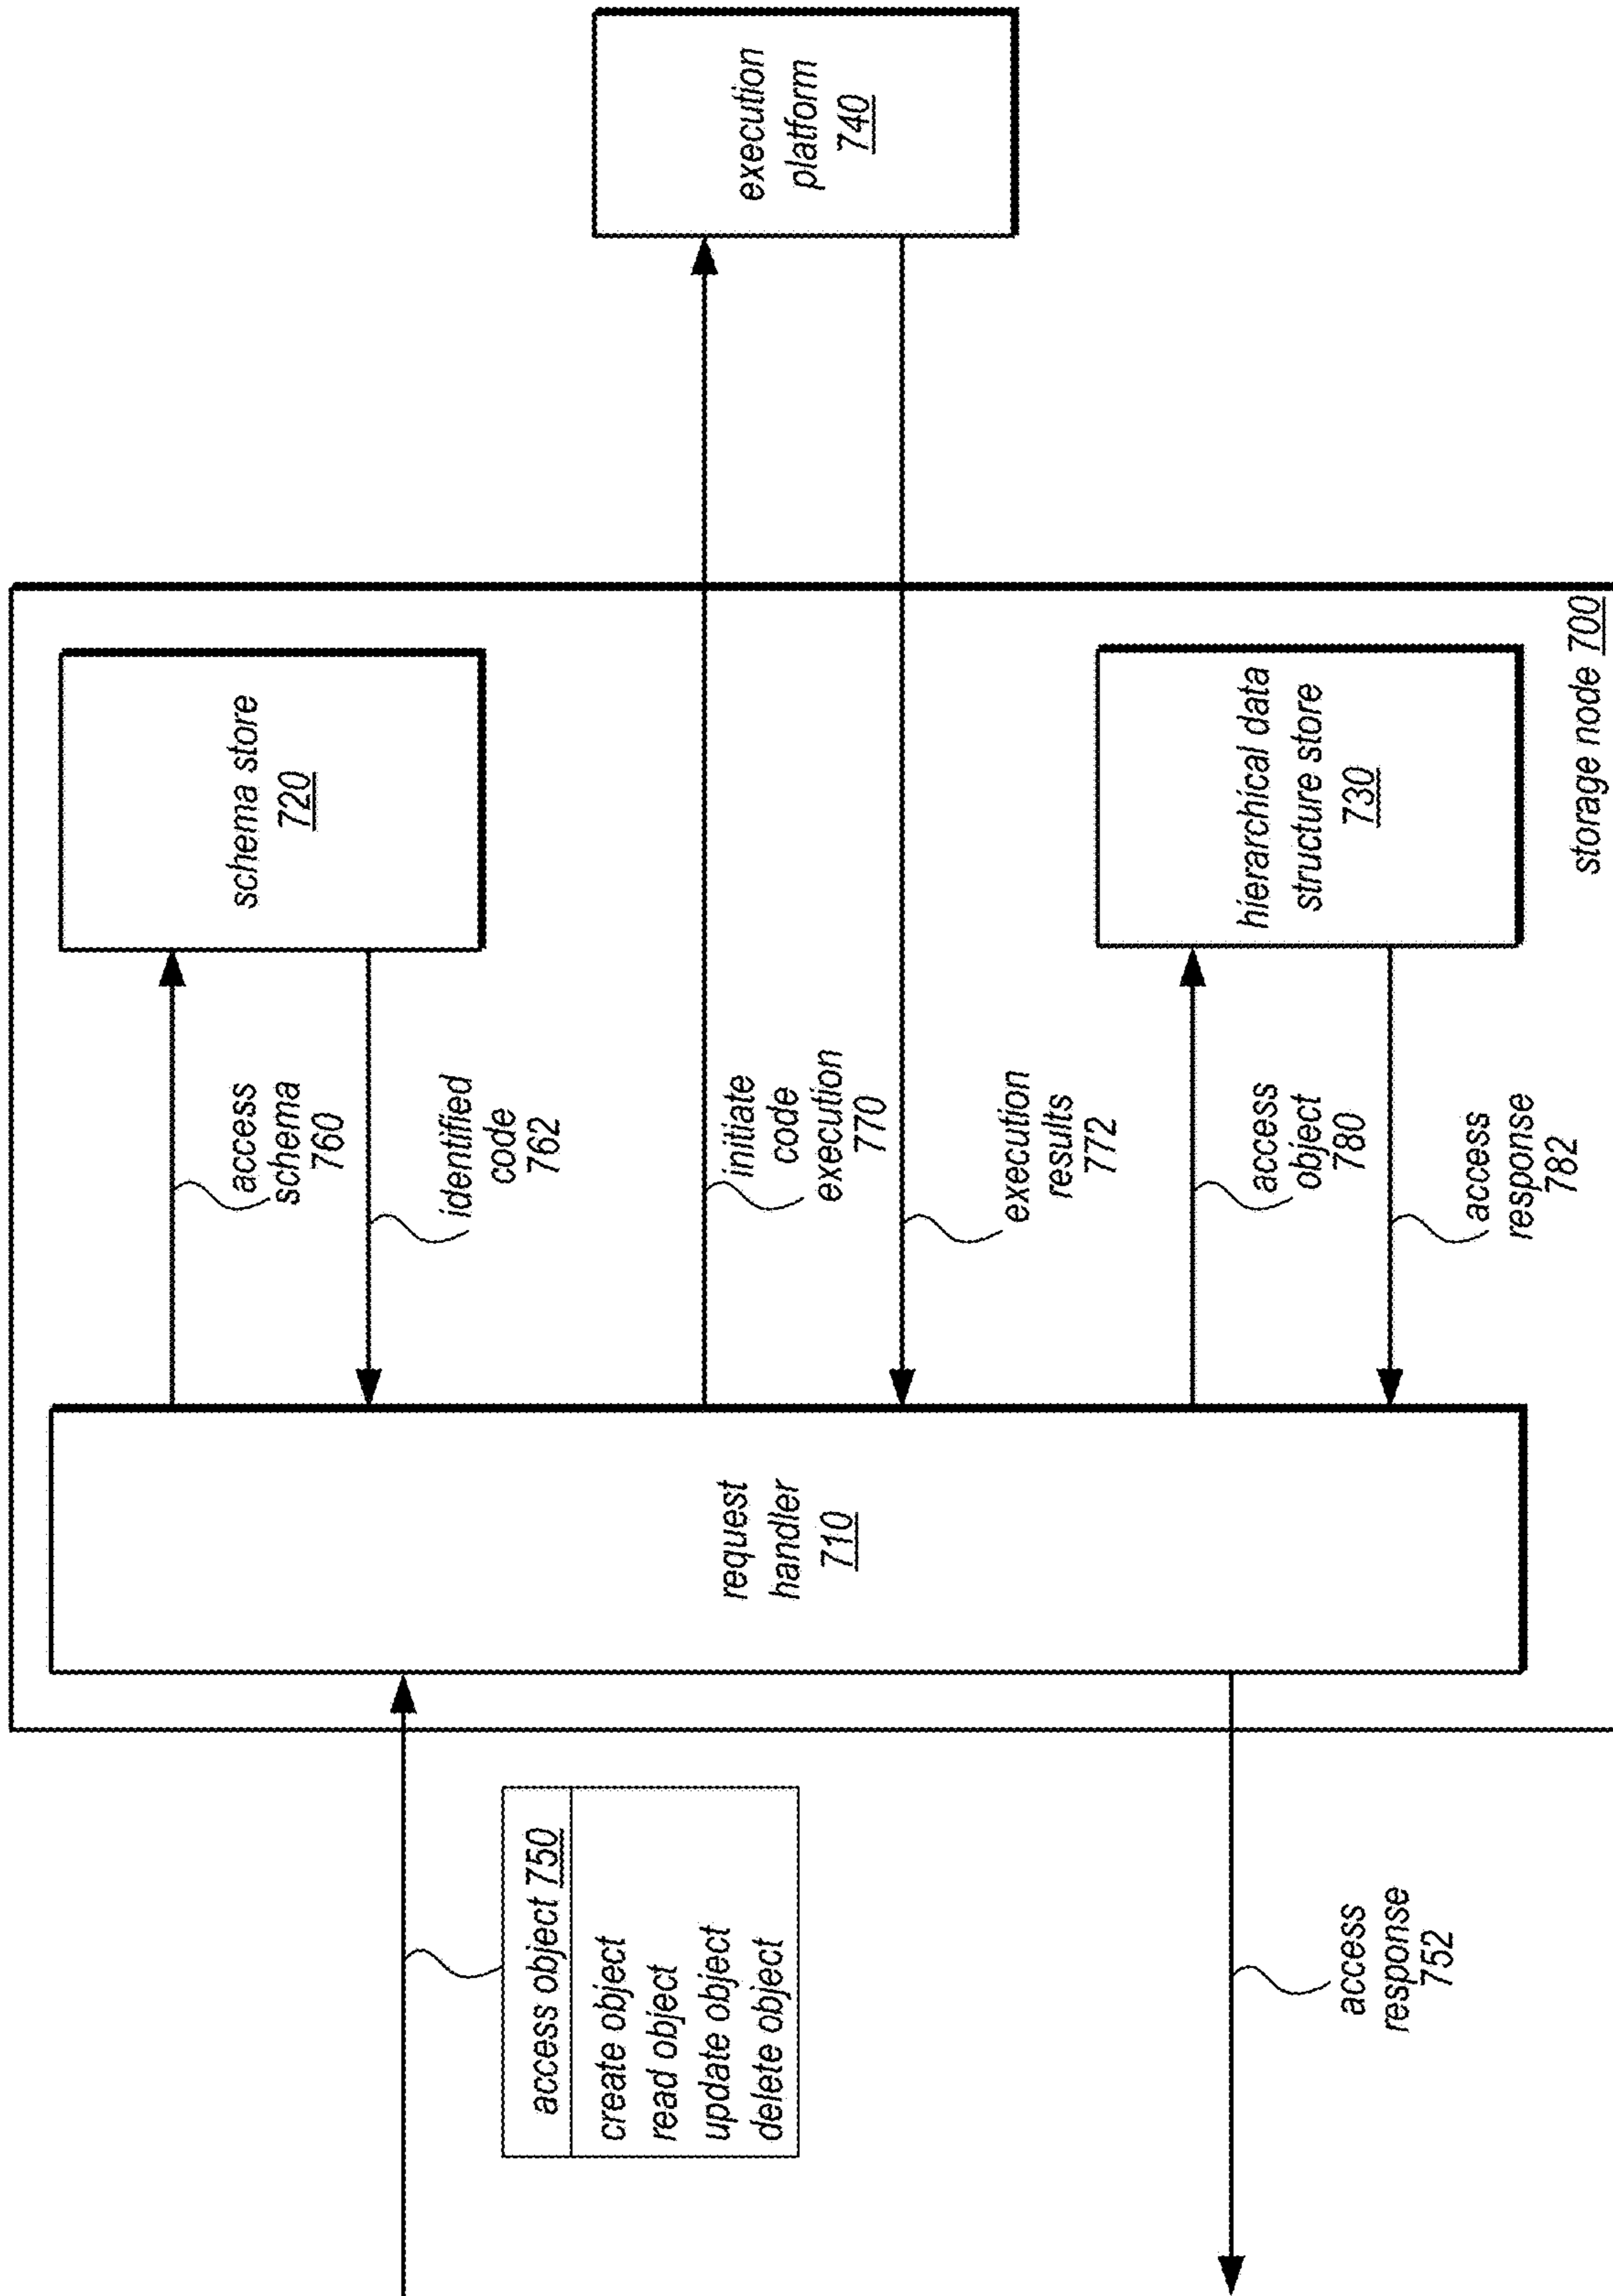 access object 750
create object
read object
update object
delete object
access
response
752
request
handler
710
access
schema
760
identified
code
762
initiate
code
execution
770
execution
results
772
access
object
780
access
response
782
schema store
720
hierarchical data
structure store
730
storage node 700
execution
platform
740